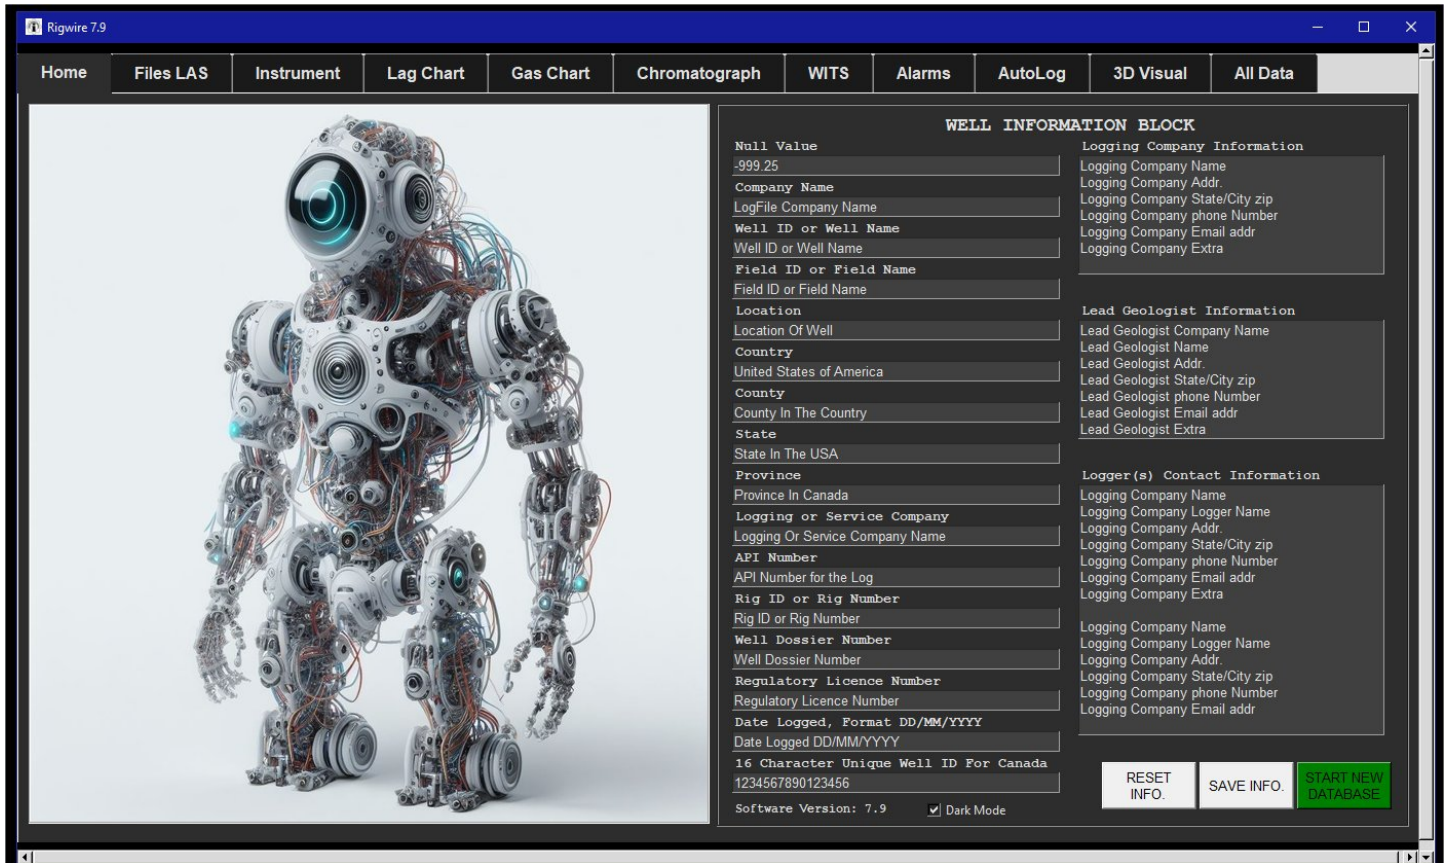 Rigwire 7.9
Home Files LAS Instrument Lag Chart Gas Chart Chromatograph WITS Alarms AutoLog 3D Visual All Data
WELL INFORMATION BLOCK
Null Value
-999.25
Company Name
LogFile Company Name
Well ID or Well Name
Well ID or Well Name
Field ID or Field Name
Field ID or Field Name
Location
Location Of Well
Country
United States of America
County
County In The Country
State
State In The USA
Province
Province In Canada
Logging or Service Company
Logging Or Service Company Name
API Number
API Number for the Log
Rig ID or Rig Number
Rig ID or Rig Number
Well Dossier Number
Well Dossier Number
Regulatory Licence Number
Regulatory Licence Number
Date Logged, Format DD/MM/YYYY
Date Logged DD/MM/YYYY
16 Character Unique Well ID For Canada
1234567890123456
Software Version: 7.9
Dark Mode
Logging Company Information
Logging Company Name
Logging Company Addr.
Logging Company State/City zip
Logging Company phone Number
Logging Company Email addr
Logging Company Extra
Lead Geologist Information
Lead Geologist Company Name
Lead Geologist Name
Lead Geologist Addr.
Lead Geologist State/City zip
Lead Geologist phone Number
Lead Geologist Email addr
Lead Geologist Extra
Logger(s) Contact Information
Logging Company Name
Logging Company Logger Name
Logging Company Addr.
Logging Company State/City zip
Logging Company phone Number
Logging Company Email addr
Logging Company Extra
Logging Company Name
Logging Company Logger Name
Logging Company Addr.
Logging Company State/City zip
Logging Company phone Number
Logging Company Email addr
RESET
INFO.
SAVE INFO.
START NEW
DATABASE